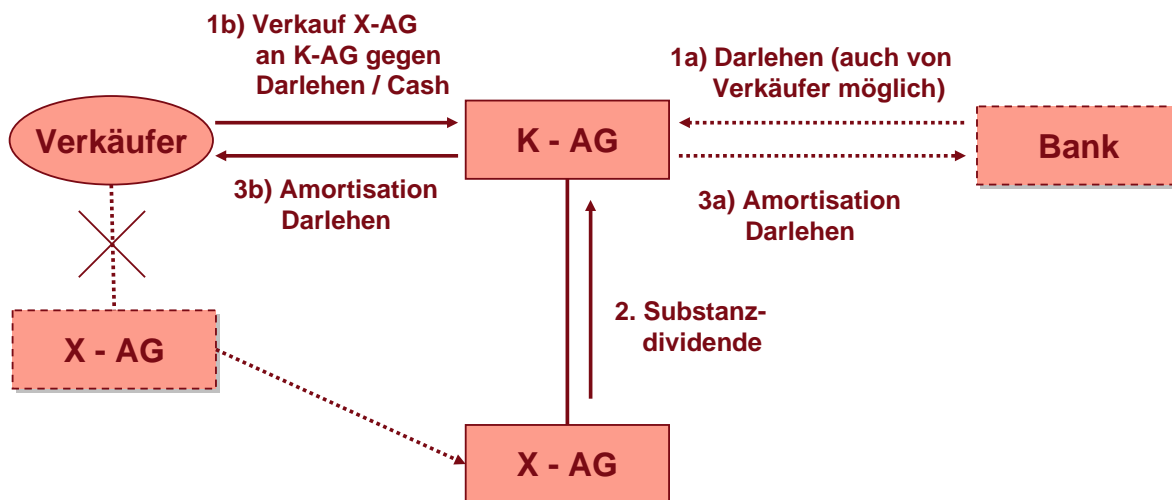 1b) Verkauf X-AG
an K-AG gegen
Darlehen / Cash
1a) Darlehen (auch von
Verkäufer möglich)
Verkäufer
K - AG
Bank
3b) Amortisation
Darlehen
3a) Amortisation
Darlehen
2. Substanz-
dividende
X - AG
X - AG